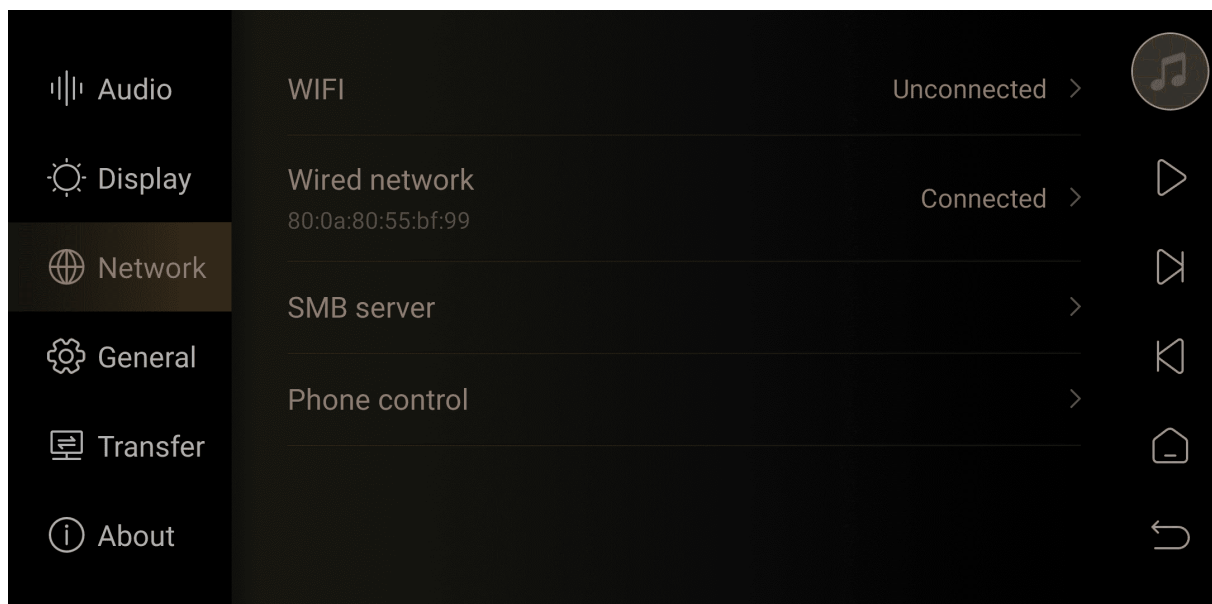 Audio
Display
Network
General
Transfer
About
WIFI
Unconnected
Wired network
80:0a:80:55:bf:99
Connected
SMB server
Phone control